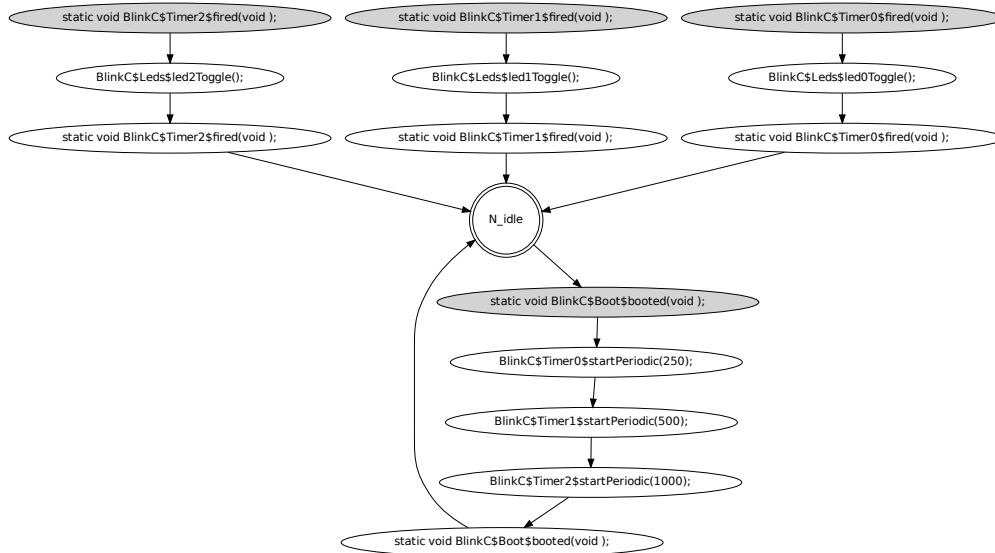 static void BlinkC$Timer2$fired(void );
static void BlinkC$Timer1$fired(void );
static void BlinkC$Timer0$fired(void );
BlinkC$Leds$led2Toggle();
BlinkC$Leds$led1Toggle();
BlinkC$Leds$led0Toggle();
static void BlinkC$Timer2$fired(void );
static void BlinkC$Timer1$fired(void );
static void BlinkC$Timer0$fired(void );
N_idle
static void BlinkC$Boot$booted(void );
BlinkC$Timer0$startPeriodic(250);
BlinkC$Timer1$startPeriodic(500);
BlinkC$Timer2$startPeriodic(1000);
static void BlinkC$Boot$booted(void );